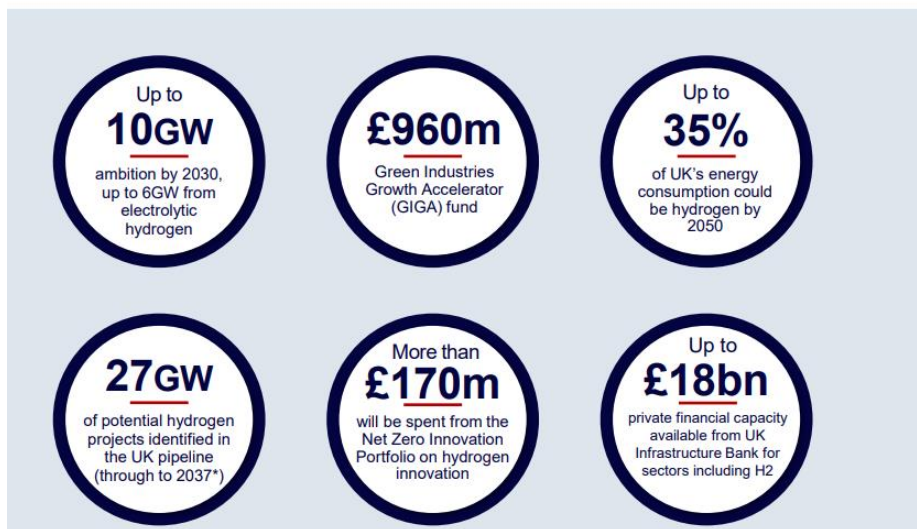 Up to
10GW
ambition by 2030,
up to 6GW from
electrolytic
hydrogen
£960m
Green Industries
Growth Accelerator
(GIGA) fund
Up to
35%
of UK's energy
consumption could
be hydrogen by
2050
27GW
of potential hydrogen
projects identified in
the UK pipeline
(through to 2037*)
More than
£170m
will be spent from the
Net Zero Innovation
Portfolio on hydrogen
innovation
Up to
£18bn
private financial capacity
available from UK
Infrastructure Bank for
sectors including H2